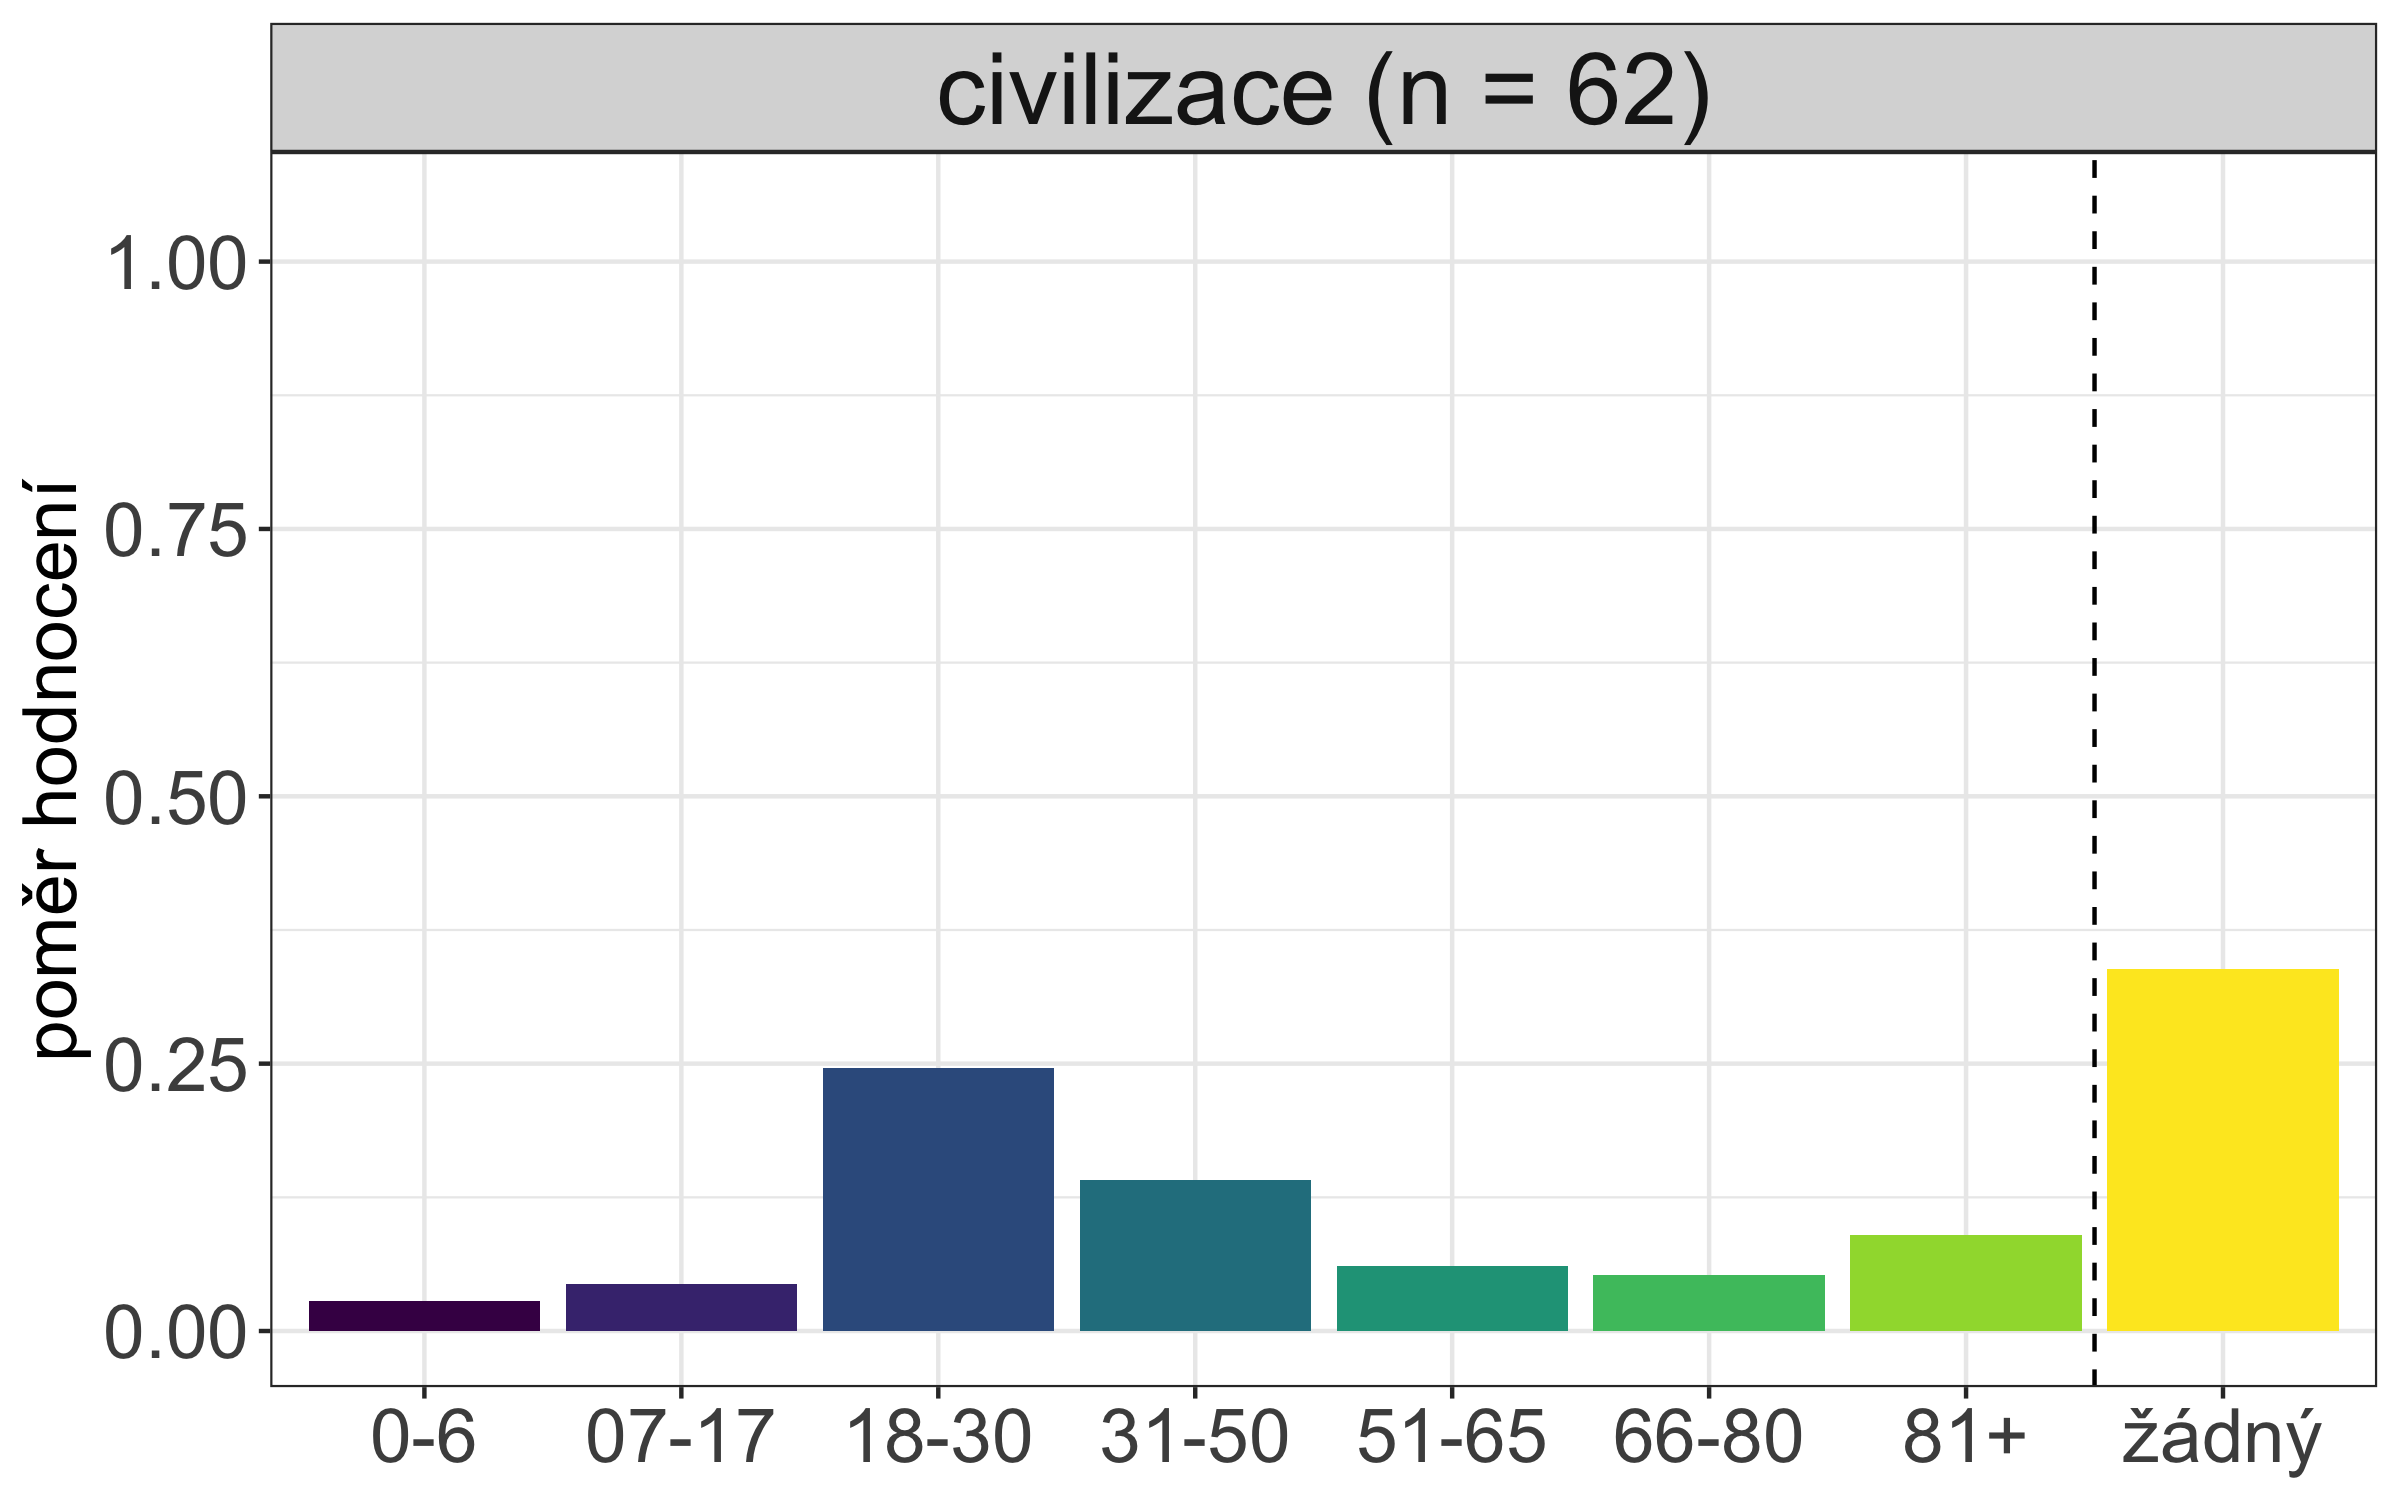 civilizace (n = 62)
poměr hodnocení
1.00
0.75
0.50
0.25
0.00
0-6 07-17 18-30 31-50 51-65 66-80 81+ žádný